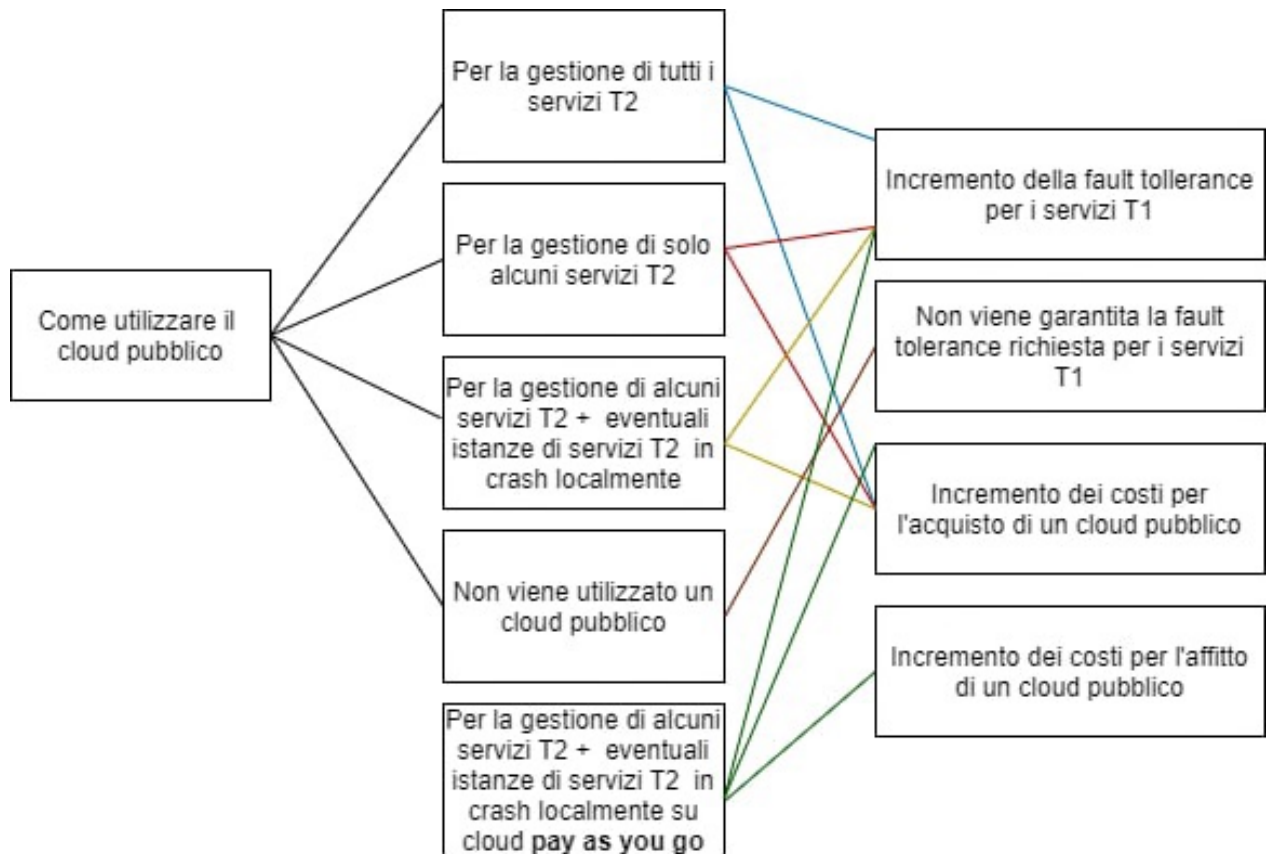 Come utilizzare il
cloud pubblico
Per la gestione di tutti i
servizi T2
Per la gestione di solo
alcuni servizi T2
Per la gestione di alcuni
servizi T2 + eventuali
istanze di servizi T2 in
crash localmente
Non viene utilizzato un
cloud pubblico
Per la gestione di alcuni
servizi T2 + eventuali
istanze di servizi T2 in
crash localmente su
cloud pay as you go
Incremento della fault tollerance
per i servizi T1
Non viene garantita la fault
tolerance richiesta per i servizi
T1
Incremento dei costi per
l'acquisto di un cloud pubblico
Incremento dei costi per l'affitto
di un cloud pubblico